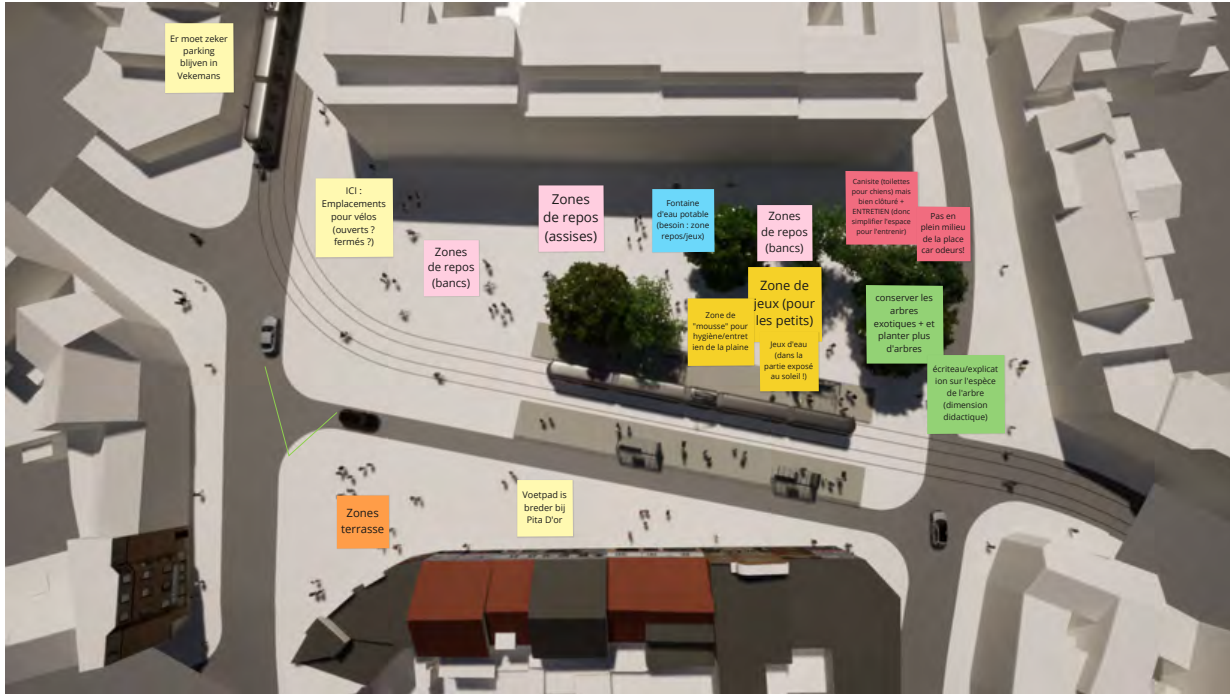 Er moet zeker
parking
blijven in
Vekemans
ICI :
Emplacements
pour vélos
(ouverts ?
fermés ?)
Zones
de repos
(bancs)
Zones
de repos
(assises)
Fontaine
d'eau potable
(besoin : zone
repos/jeux)
Zones
de repos
(bancs)
Canisite (toilettes
pour chiens) mais
bien clôturé +
ENTRETIEN (donc
simplifier l'espace
pour l'entrenir)
Pas en
plein milieu
de la place
car odeurs!
Zone de
jeux (pour
les petits)
Zone de
"mousse" pour
hygiène/entret
ien de la plaine
Jeux d'eau
(dans la
partie exposé
au soleil !)
conserver les
arbres
exotiques + et
planter plus
d'arbres
écriteau/explicat
ion sur l'espèce
de l'arbre
(dimension
didactique)
Zones
terrasse
Voetpad is
breder bij
Pita D'or